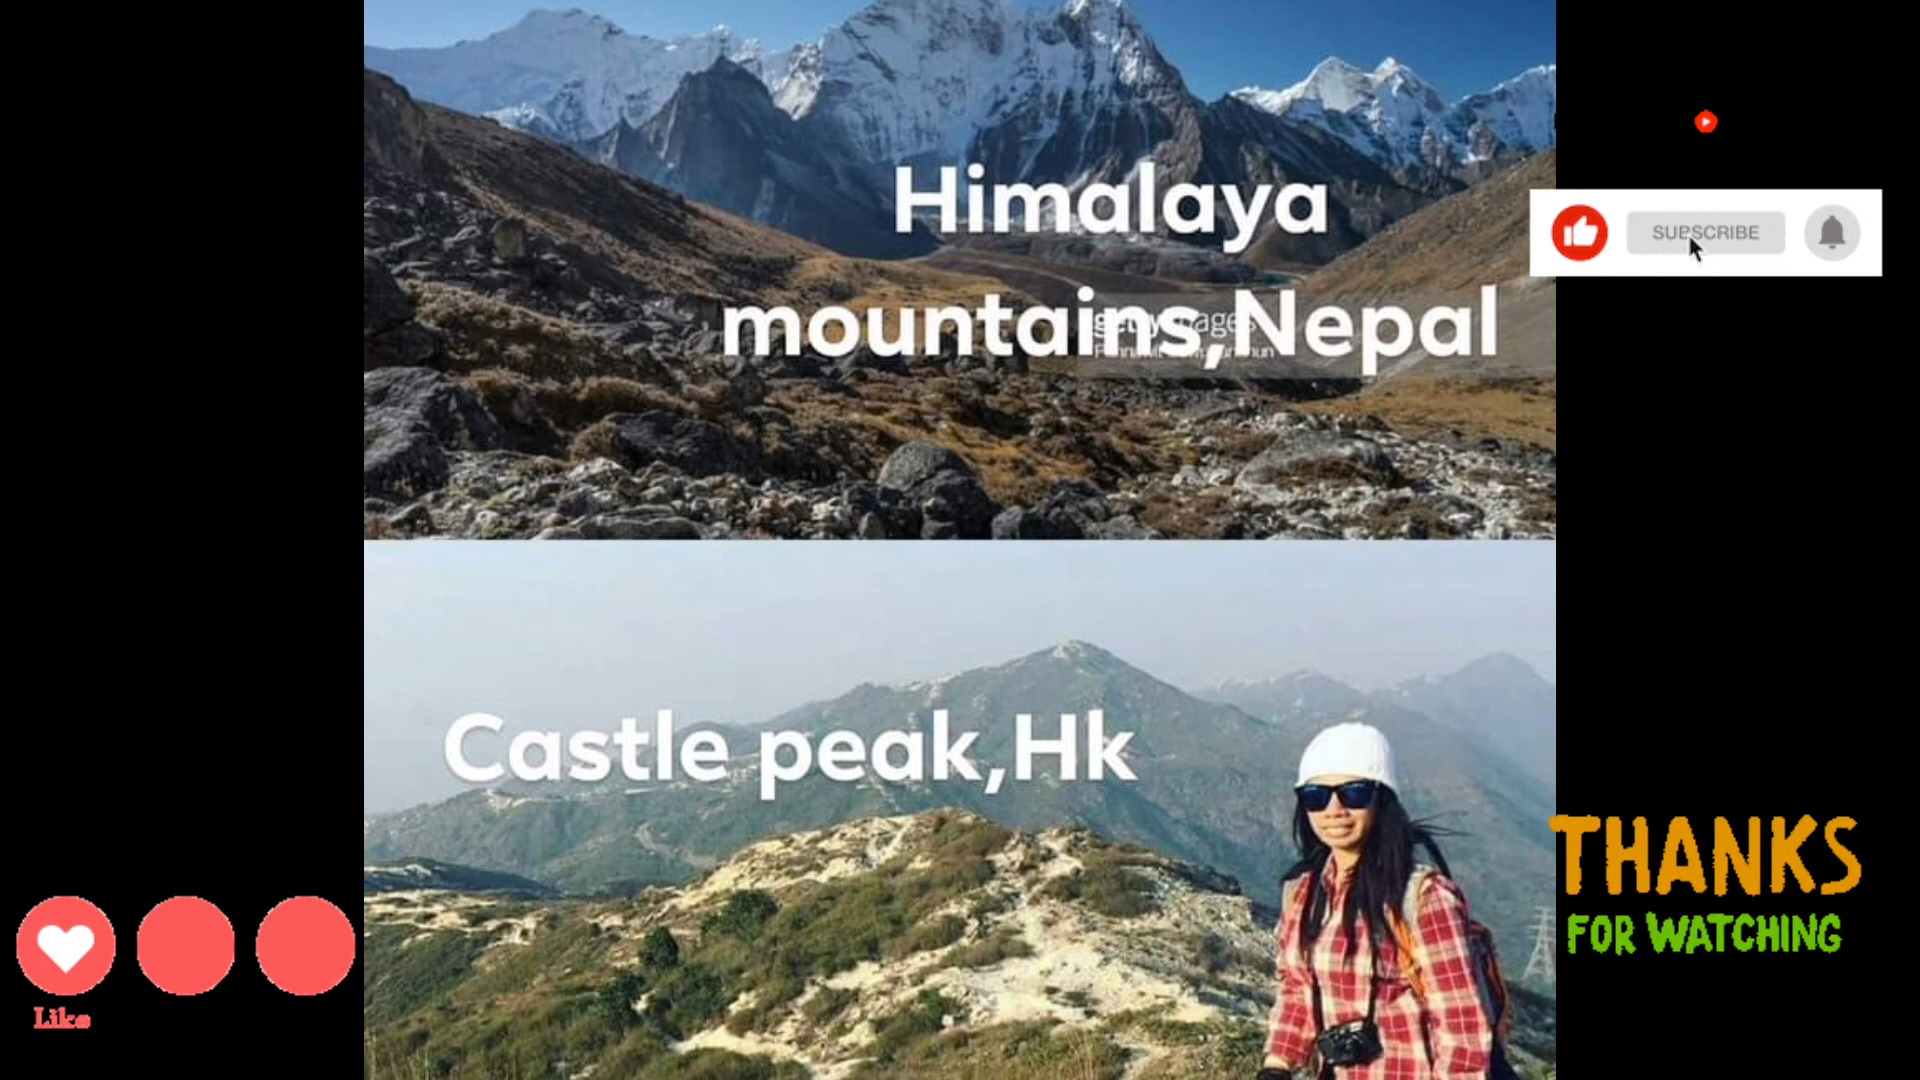 Himalaya
mountains,Nepal
SUBSCRIBE
Castle peak,Hk
THANKS
FOR WATCHING
Like